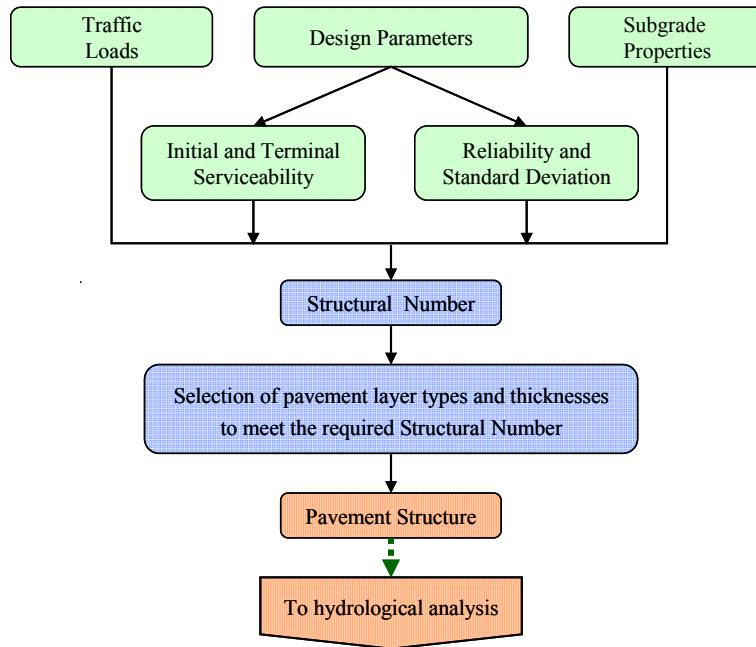 Traffic
Loads
Design Parameters
Subgrade
Properties
Initial and Terminal
Serviceability
Reliability and
Standard Deviation
Structural Number
Selection of pavement layer types and thicknesses
to meet the required Structural Number
Pavement Structure
To hydrological analysis